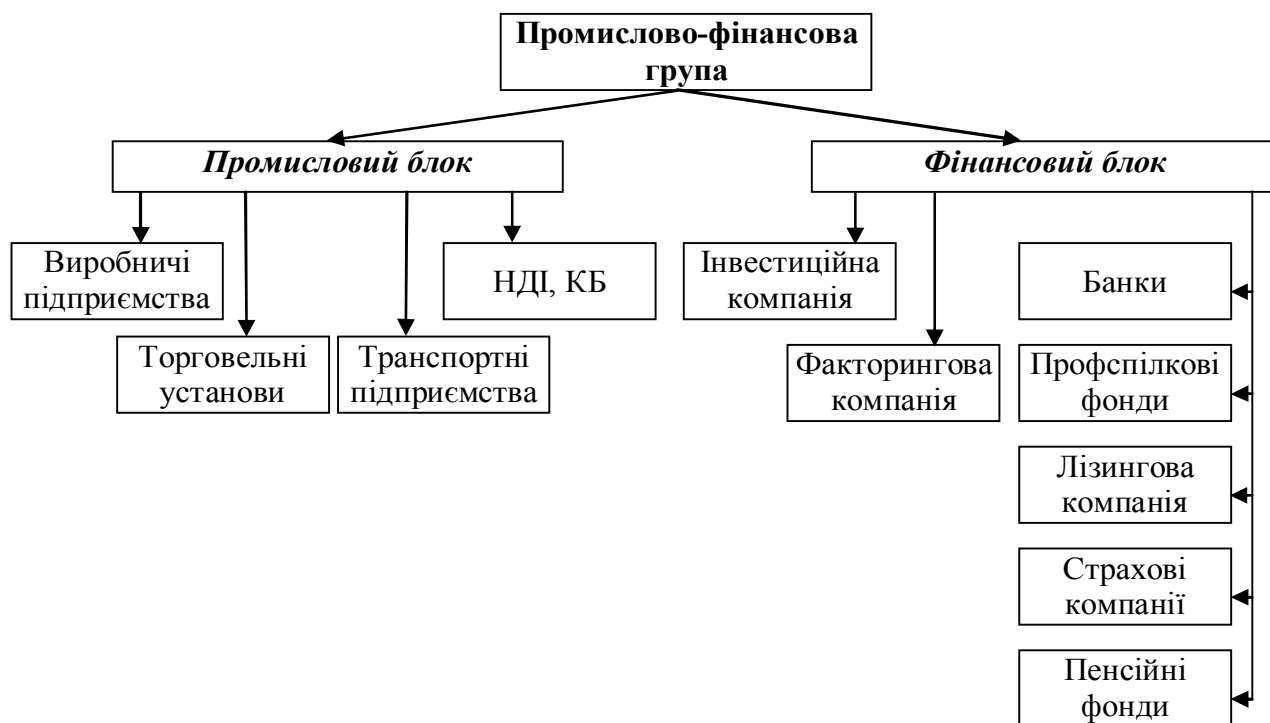 Промислово-фінансова
група
Промисловий блок
Фінансовий блок
Виробничі
підприємства
НДІ, КБ
Торговельні
установи
Транспортні
підприємства
Інвестиційна
компанія
Факторингова
компанія
Банки
Профспілкові
фонди
Лізингова
компанія
Страхові
компанії
Пенсійні
фонди